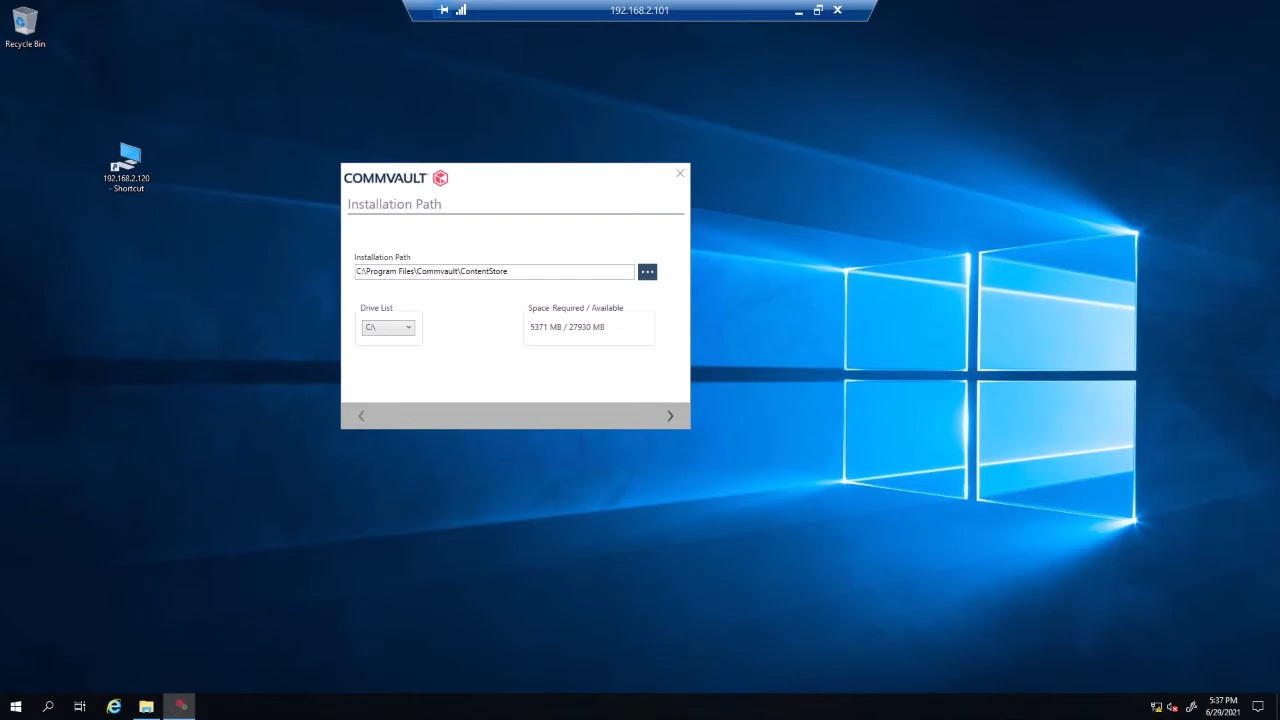 192.168.2.101
Recycle Bin
192.168.2.120
- Shortcut
COMMVAULT
Installation Path
Installation Path
C:\Program Files\Commvault\ContentStore
Drive List
Space Required / Available
C:\
5371 MB / 27930 MB
5:37 PM
6/29/2021